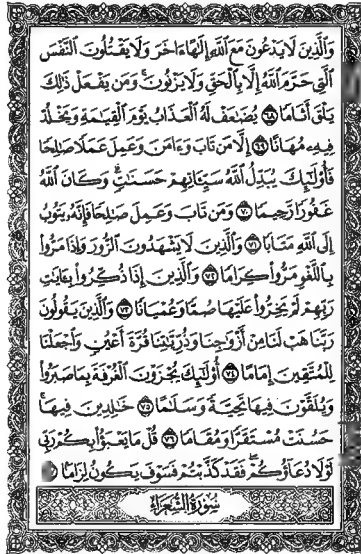 وَالَّذِينَ لَا يَدْعُونَ مَعَ اللَّهِ إِلَٰهًا ءَاخَرَ وَلَا يَقْتُلُونَ النَّفْسَ
الَّتِي حَرَّمَ اللَّهُ إِلَّا بِالْحَقِّ وَلَا يَزْنُونَ ۚ وَمَن يَفْعَلْ ذَٰلِكَ
يَلْقَ أَثَامًا ٦٨ يُضَٰعَفْ لَهُ الْعَذَابُ يَوْمَ الْقِيَٰمَةِ وَيَخْلُدْ
فِيهِ مُهَانًا ٦٩ إِلَّا مَن تَابَ وَءَامَنَ وَعَمِلَ عَمَلًا صَٰلِحًا
فَأُولَٰئِكَ يُبَدِّلُ اللَّهُ سَيِّئَاتِهِمْ حَسَنَٰتٍ ۗ وَكَانَ اللَّهُ
غَفُورًا رَّحِيمًا ٧٠ وَمَن تَابَ وَعَمِلَ صَٰلِحًا فَإِنَّهُ يَتُوبُ
إِلَى اللَّهِ مَتَابًا ٧١ وَالَّذِينَ لَا يَشْهَدُونَ الزُّورَ وَإِذَا مَرُّوا
بِاللَّغْوِ مَرُّوا كِرَامًا ٧٢ وَالَّذِينَ إِذَا ذُكِّرُوا بِـَٔايَٰتِ
رَبِّهِمْ لَمْ يَخِرُّوا عَلَيْهَا صُمًّا وَعُمْيَانًا ٧٣ وَالَّذِينَ يَقُولُونَ
رَبَّنَا هَبْ لَنَا مِنْ أَزْوَٰجِنَا وَذُرِّيَّٰتِنَا قُرَّةَ أَعْيُنٍ وَاجْعَلْنَا
لِلْمُتَّقِينَ إِمَامًا ٧٤ أُولَٰئِكَ يُجْزَوْنَ الْغُرْفَةَ بِمَا صَبَرُوا
وَيُلَقَّوْنَ فِيهَا تَحِيَّةً وَسَلَٰمًا ٧٥ خَٰلِدِينَ فِيهَا ۚ
حَسُنَتْ مُسْتَقَرًّا وَمُقَامًا ٧٦ قُلْ مَا يَعْبَؤُا بِكُمْ رَبِّي
لَوْلَا دُعَاؤُكُمْ ۖ فَقَدْ كَذَّبْتُمْ فَسَوْفَ يَكُونُ لِزَامًا
سُورَةُ الشُّعَرَاءِ